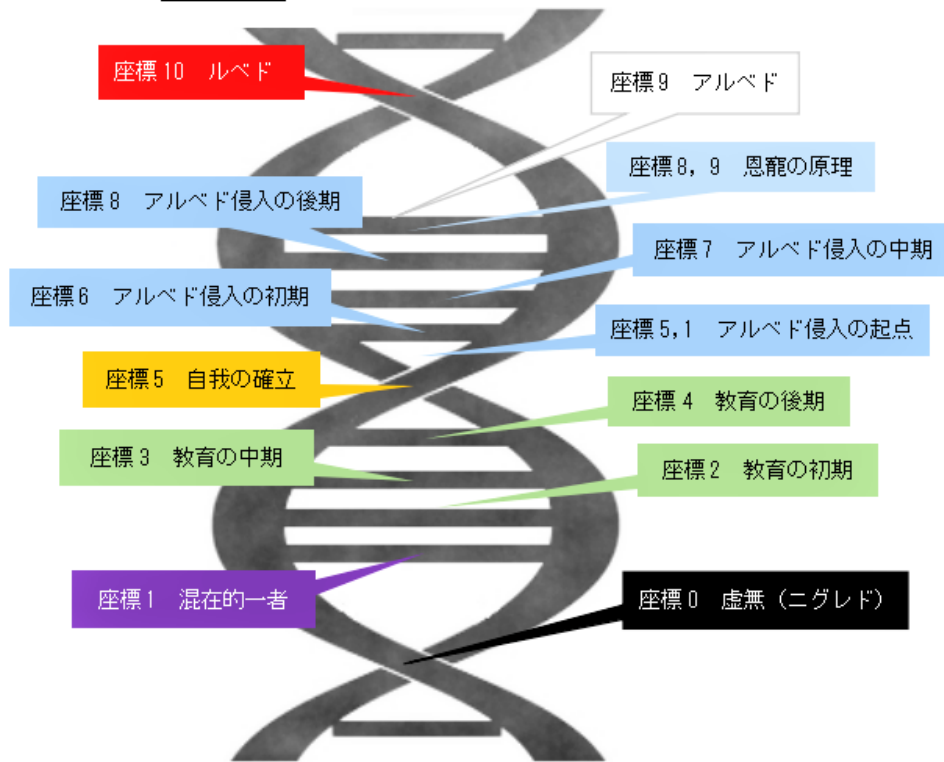 座標10　ルベド
座標9　アルベド
座標8, 9　恩寵の原理
座標8　アルベド侵入の後期
座標7　アルベド侵入の中期
座標6　アルベド侵入の初期
座標5,1　アルベド侵入の起点
座標5　自我の確立
座標4　教育の後期
座標3　教育の中期
座標2　教育の初期
座標1　混在的一者
座標0　虚無（ニグレド）